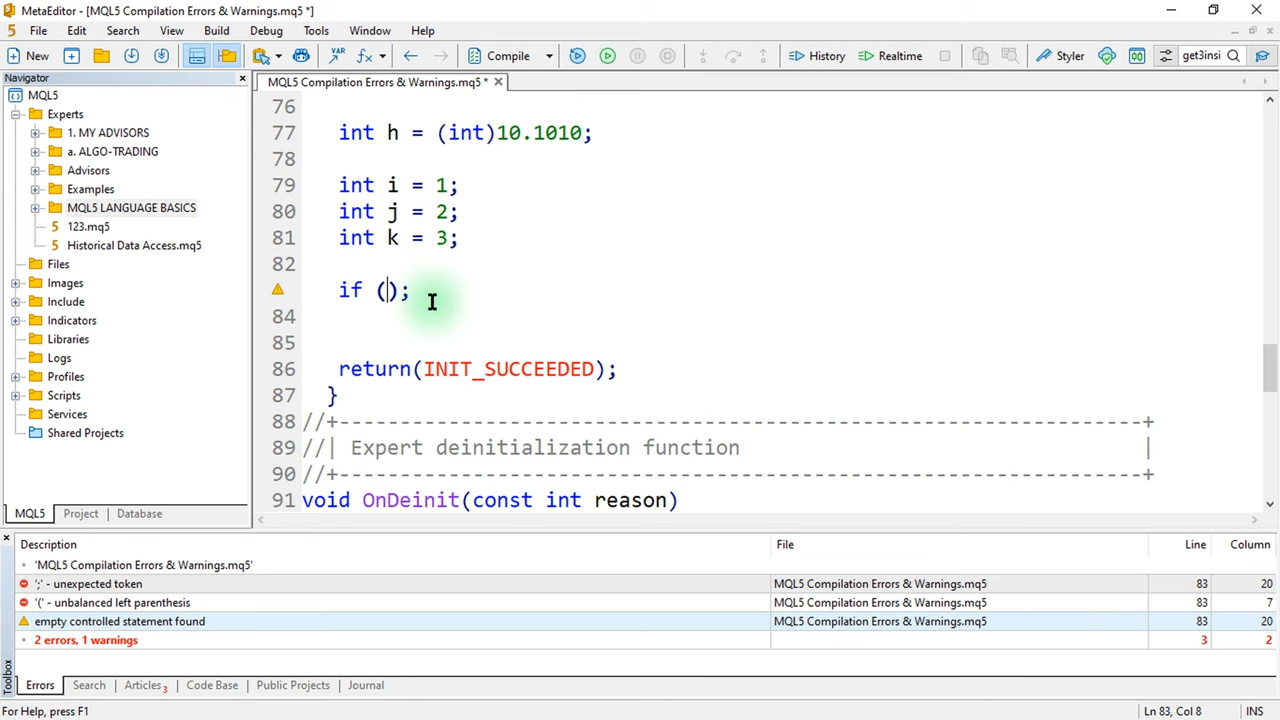 MetaEditor - [MQL5 Compilation Errors & Warnings.mq5 *]
5 File Edit Search View Build Debug Tools Window Help
New VAR fx Compile History Realtime Styler get3insi
Navigator
MQL5
Experts
1. MY ADVISORS
a. ALGO-TRADING
Advisors
Examples
MQL5 LANGUAGE BASICS
5 123.mq5
5 Historical Data Access.mq5
Files
Images
Include
Indicators
Libraries
Logs
Profiles
Scripts
Services
Shared Projects
MQL5 Project Database
MQL5 Compilation Errors & Warnings.mq5 *
76
77 int h = (int)10.1010;
78
79 int i = 1;
80 int j = 2;
81 int k = 3;
82
if ();
84
85
86 return(INIT_SUCCEEDED);
87 }
88 //+------------------------------------------------------------------+
89 //| Expert deinitialization function |
90 //+------------------------------------------------------------------+
91 void OnDeinit(const int reason)
Description File Line Column
'MQL5 Compilation Errors & Warnings.mq5'
';' - unexpected token MQL5 Compilation Errors & Warnings.mq5 83 20
'(' - unbalanced left parenthesis MQL5 Compilation Errors & Warnings.mq5 83 7
empty controlled statement found MQL5 Compilation Errors & Warnings.mq5 83 20
2 errors, 1 warnings 3 2
Toolbox
Errors Search Articles 3 Code Base Public Projects Journal
For Help, press F1 Ln 83, Col 8 INS